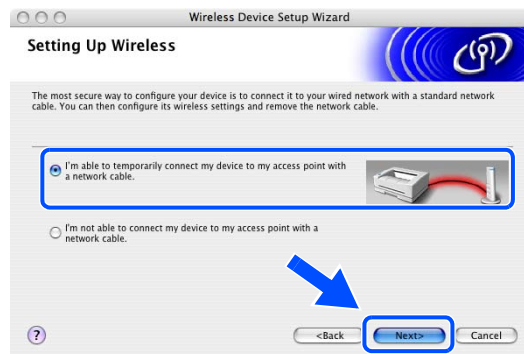 Wireless Device Setup Wizard
Setting Up Wireless
The most secure way to configure your device is to connect it to your wired network with a standard network
cable. You can then configure its wireless settings and remove the network cable.
I'm able to temporarily connect my device to my access point with
a network cable.
I'm not able to connect my device to my access point with a
network cable.
?
<Back Next> Cancel